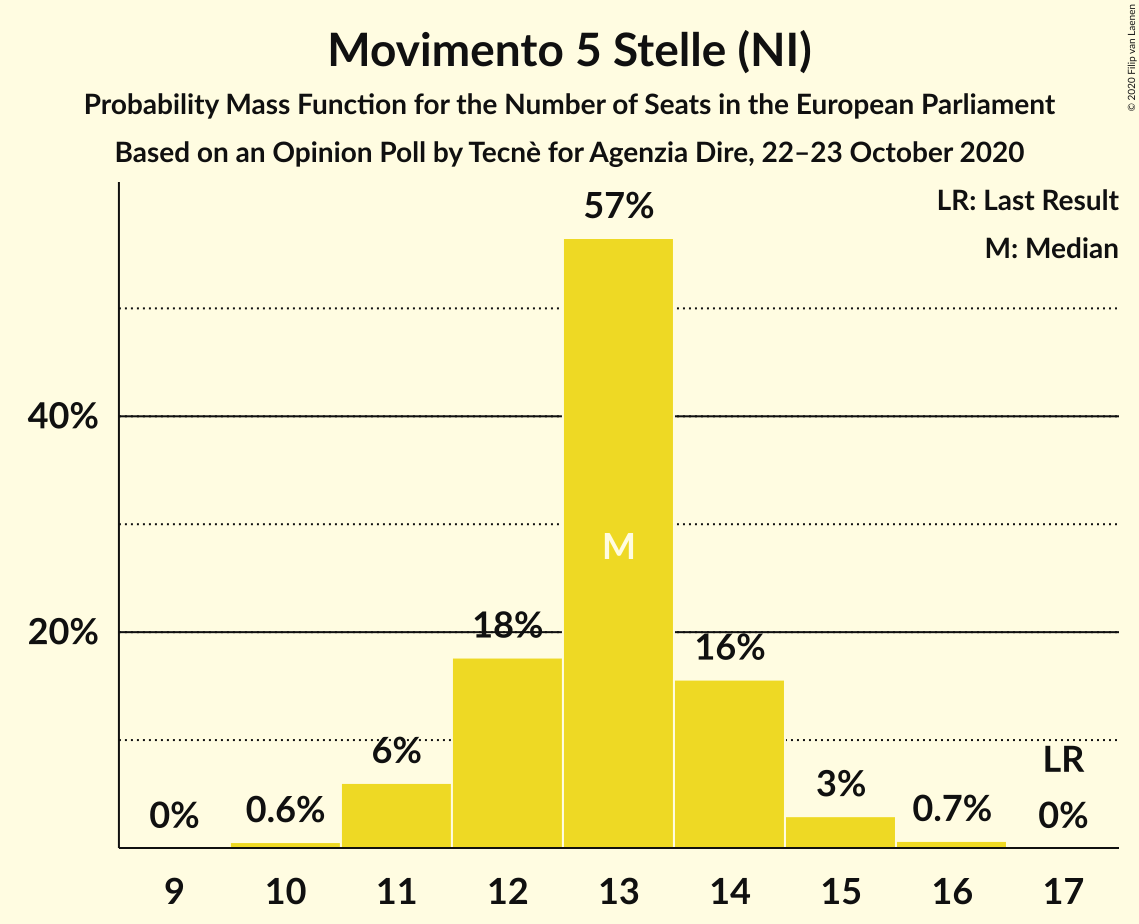 Movimento 5 Stelle (NI)
Probability Mass Function for the Number of Seats in the European Parliament
Based on an Opinion Poll by Tecnè for Agenzia Dire, 22–23 October 2020
© 2020 Filip van Laenen
LR: Last Result
M: Median
57%
40%
M
20%
18%
16%
6%
LR
3%
0%
0.6%
0.7%
0%
9 10 11 12 13 14 15 16 17